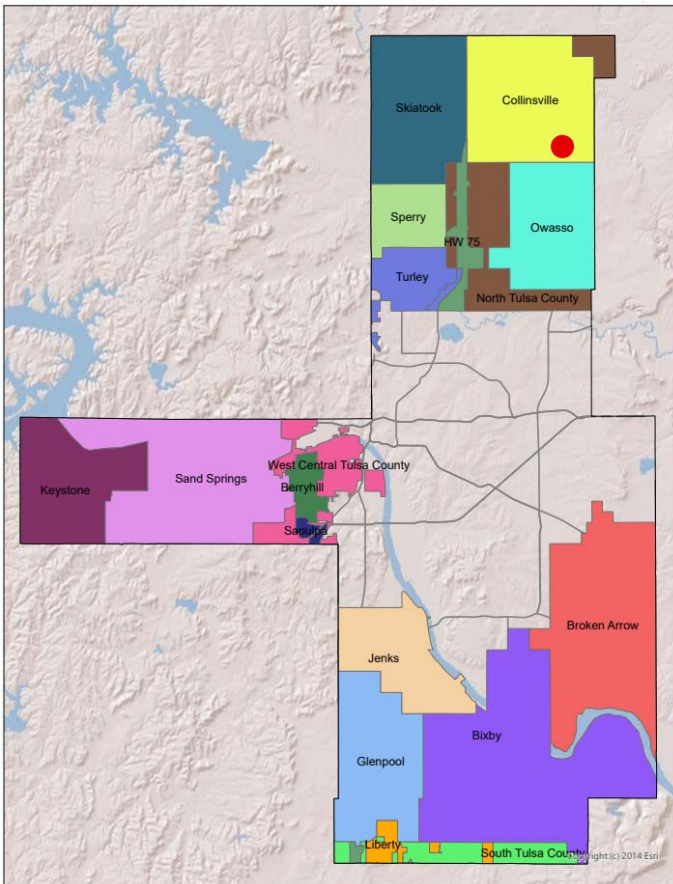 Collinsville
Skiatook
Sperry
Owasso
HW 75
Turley
North Tulsa County
West Central Tulsa County
Sand Springs
Berryhill
Keystone
Sapulpa
Broken Arrow
Jenks
Bixby
Glenpool
Liberty
South Tulsa County
Copyright:(c) 2014 Esri